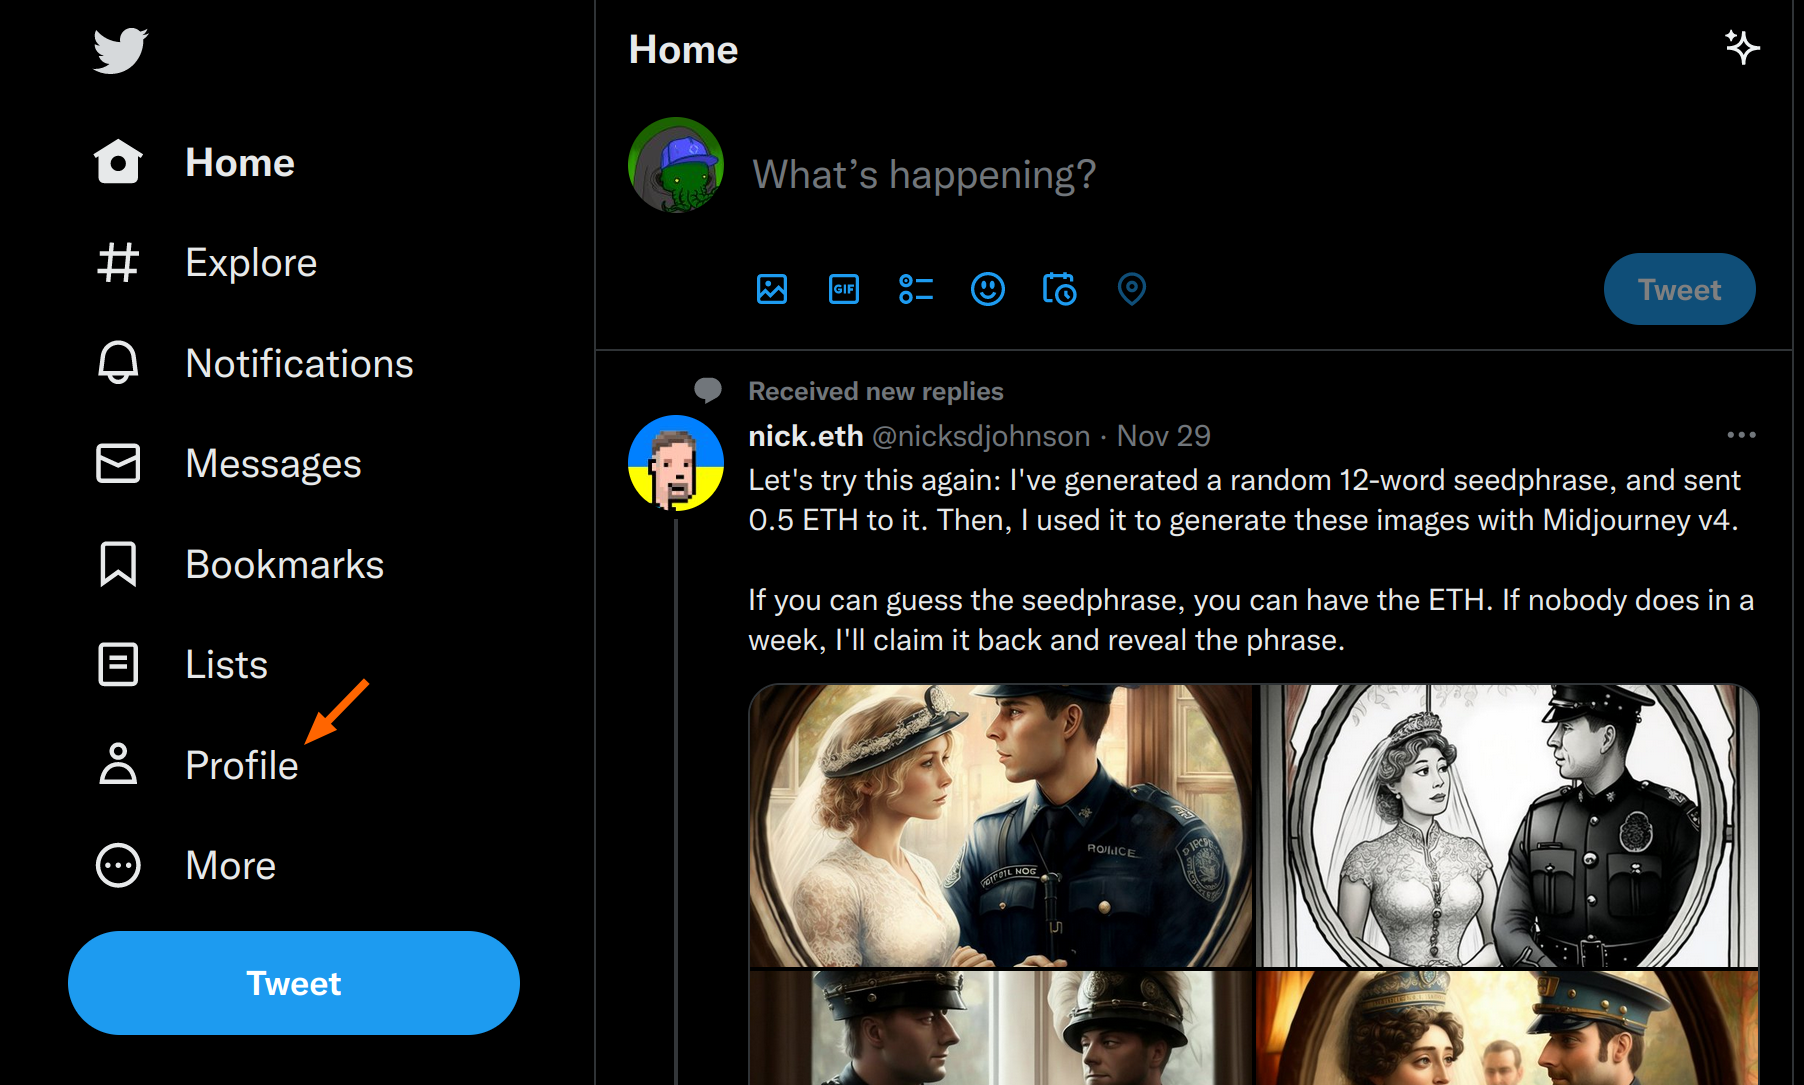 Home
Explore
Notifications
Messages
Bookmarks
Lists
Profile
More
Tweet
Home
What's happening?
GIF
Tweet
Received new replies
nick.eth @nicksdjohnson · Nov 29
Let's try this again: I've generated a random 12-word seedphrase, and sent
0.5 ETH to it. Then, I used it to generate these images with Midjourney v4.
If you can guess the seedphrase, you can have the ETH. If nobody does in a
week, I'll claim it back and reveal the phrase.